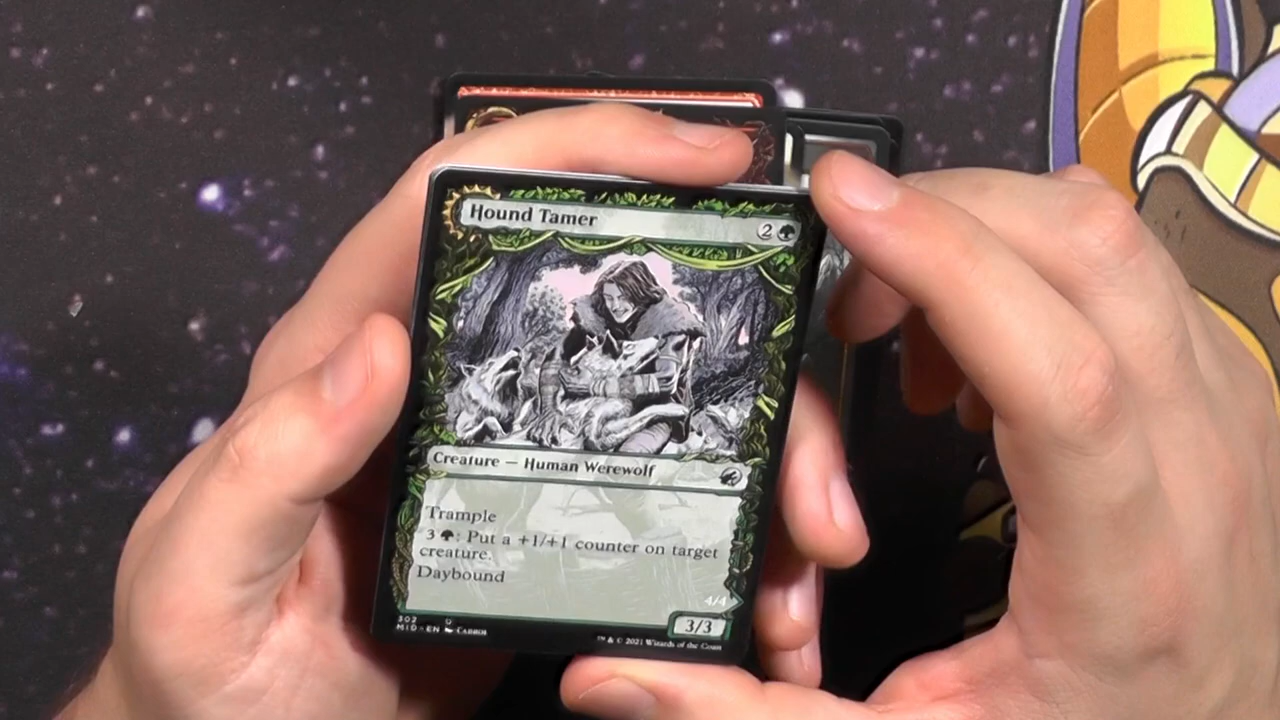 Hound Tamer 2
Creature — Human Werewolf
Trample
3 : Put a +1/+1 counter on target
creature.
Daybound
4/4
3/3
302 U
MID • EN CABROL
™ & © 2021 Wizards of the Coast